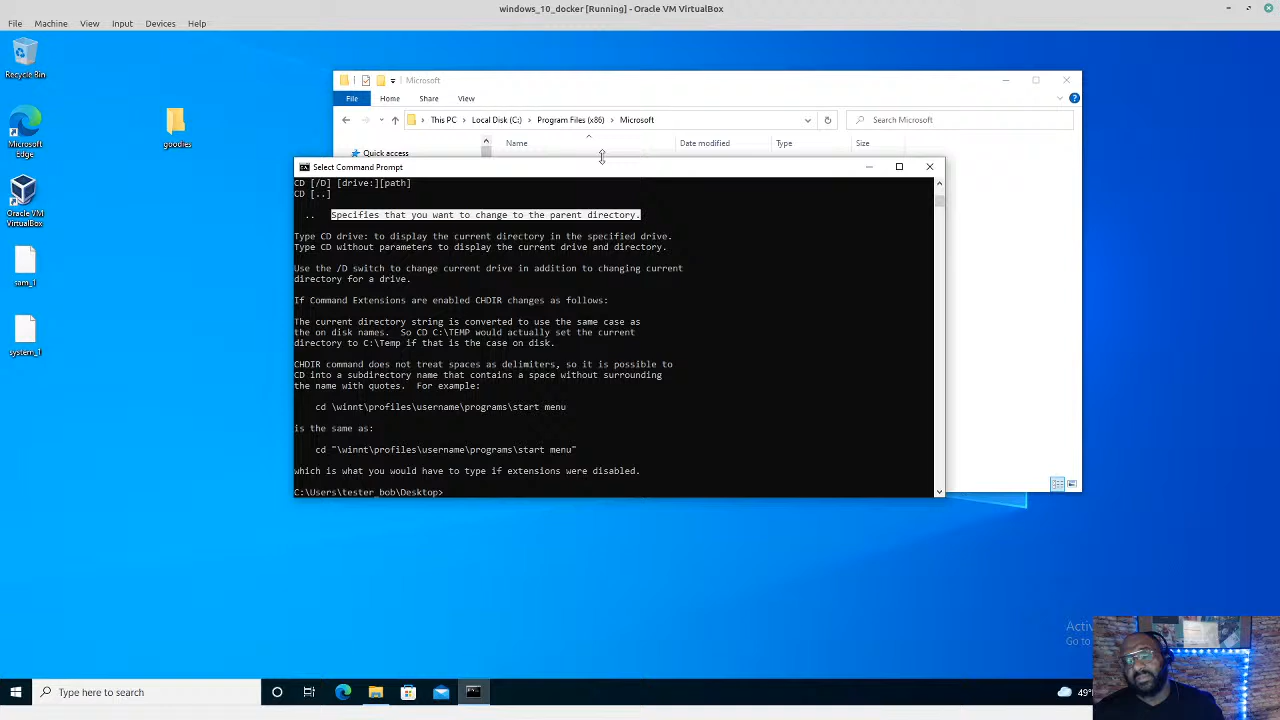 windows_10_docker [Running] - Oracle VM VirtualBox
File Machine View Input Devices Help
Recycle Bin
Microsoft
Edge
goodies
Oracle VM
VirtualBox
sam_1
system_1
Microsoft
File Home Share View
This PC > Local Disk (C:) > Program Files (x86) > Microsoft
Search Microsoft
Quick access
Name Date modified Type Size
Select Command Prompt
CD [/D] [drive:][path]
CD [..]
.. Specifies that you want to change to the parent directory.
Type CD drive: to display the current directory in the specified drive.
Type CD without parameters to display the current drive and directory.
Use the /D switch to change current drive in addition to changing current
directory for a drive.
If Command Extensions are enabled CHDIR changes as follows:
The current directory string is converted to use the same case as
the on disk names.  So CD C:\TEMP would actually set the current
directory to C:\Temp if that is the case on disk.
CHDIR command does not treat spaces as delimiters, so it is possible to
CD into a subdirectory name that contains a space without surrounding
the name with quotes.  For example:
cd \winnt\profiles\username\programs\start menu
is the same as:
cd "\winnt\profiles\username\programs\start menu"
which is what you would have to type if extensions were disabled.
C:\Users\tester_bob\Desktop>
Activ
Go to
Type here to search
49°